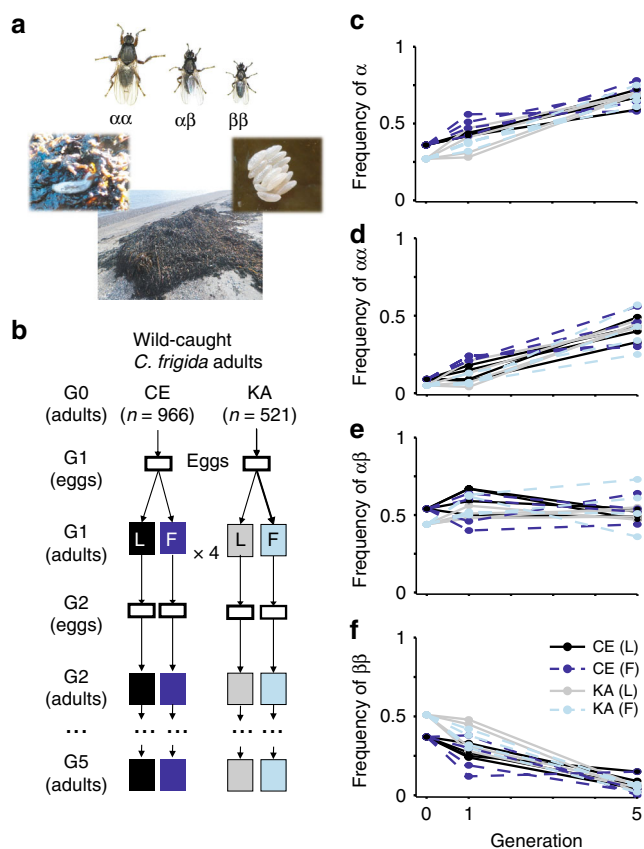 a
αα
αβ
ββ
b
Wild-caught
C. frigida adults
G0
(adults)
CE
(n = 966)
KA
(n = 521)
G1
(eggs)
Eggs
G1
(adults)
L
F
× 4
L
F
G2
(eggs)
G2
(adults)
...
...
...
...
...
G5
(adults)
c
Frequency of α
1
0.5
0
d
Frequency of αα
1
0.5
0
e
Frequency of αβ
1
0.5
0
f
Frequency of ββ
1
0.5
0
CE (L)
CE (F)
KA (L)
KA (F)
0
1
5
Generation